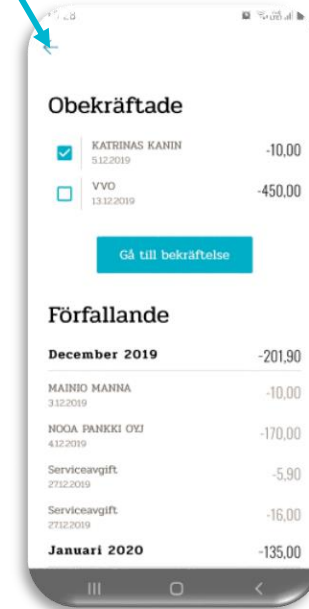 Obekräftade
KATRINAS KANIN -10,00
5.12.2019
VVO -450,00
13.12.2019
Gå till bekräftelse
Förfallande
December 2019 -201,90
MAINIO MANNA -10,00
3.12.2019
NOOA PANKKI OYJ -170,00
4.12.2019
Serviceavgift -5,90
27.12.2019
Serviceavgift -16,00
27.12.2019
Januari 2020 -135,00